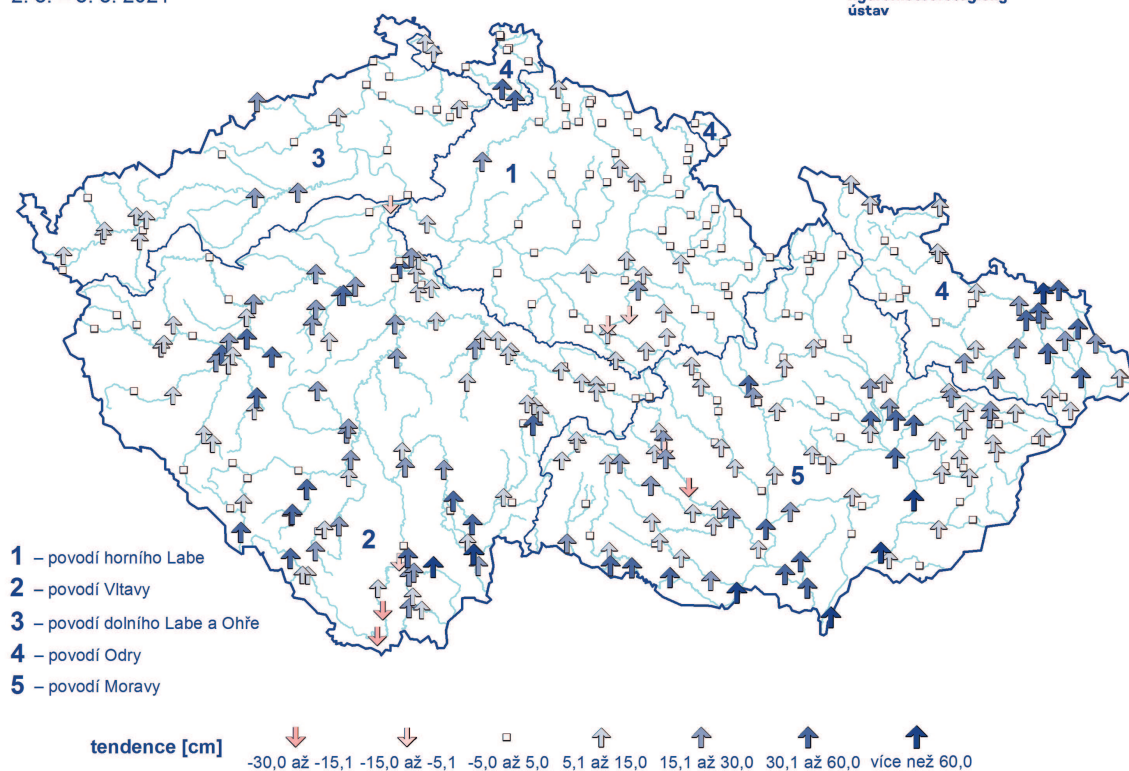 ústav
4
4
3
1
4
5
2
1 – povodí horního Labe
2 – povodí Vltavy
3 – povodí dolního Labe a Ohře
4 – povodí Odry
5 – povodí Moravy
tendence [cm]
-30,0 až -15,1 -15,0 až -5,1 -5,0 až 5,0 5,1 až 15,0 15,1 až 30,0 30,1 až 60,0 více než 60,0